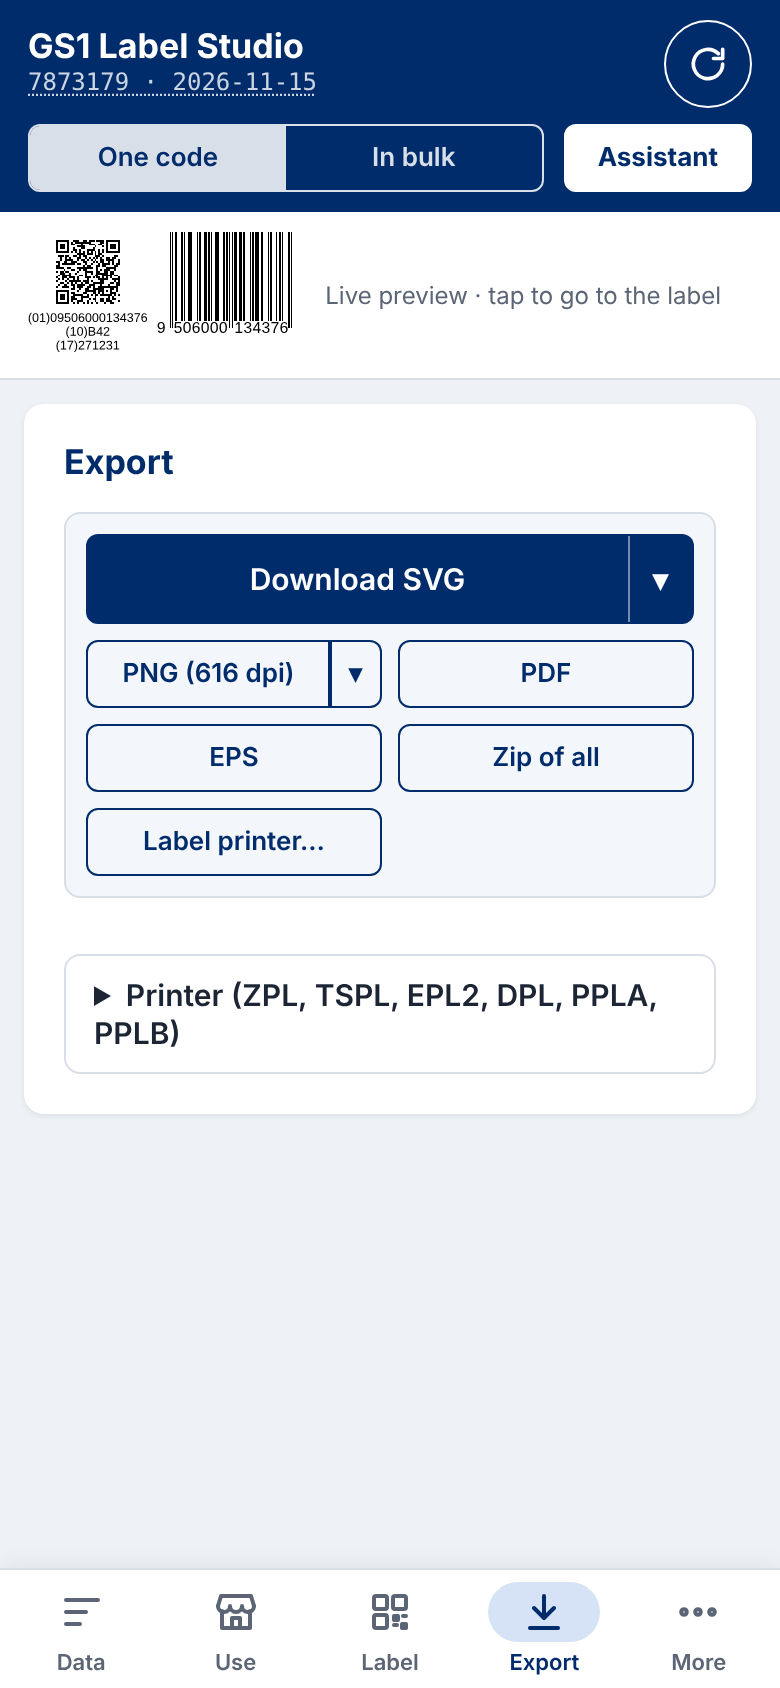 GS1 Label Studio
7873179 · 2026-11-15
One code
In bulk
Assistant
(01)09506000134376
(10)B42
(17)271231
9 506000 134376
Live preview · tap to go to the label
Export
Download SVG ▼
PNG (616 dpi) ▼
PDF
EPS
Zip of all
Label printer...
▶ Printer (ZPL, TSPL, EPL2, DPL, PPLA,
PPLB)
Data
Use
Label
Export
More